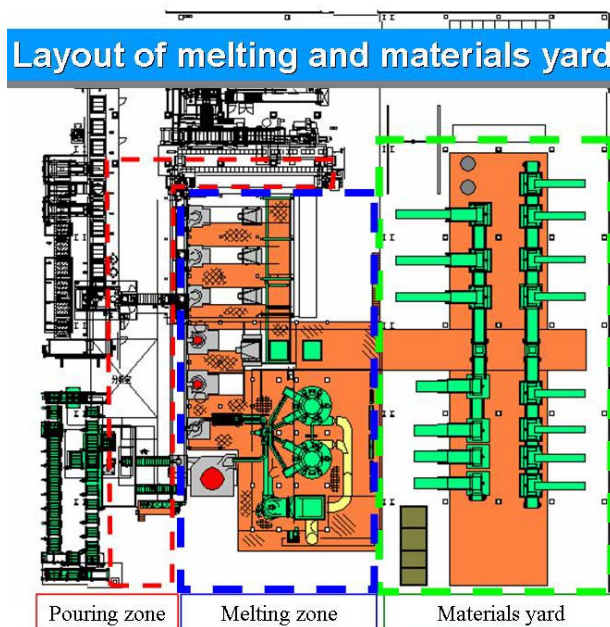 Layout of melting and materials yard
Pouring zone
Melting zone
Materials yard